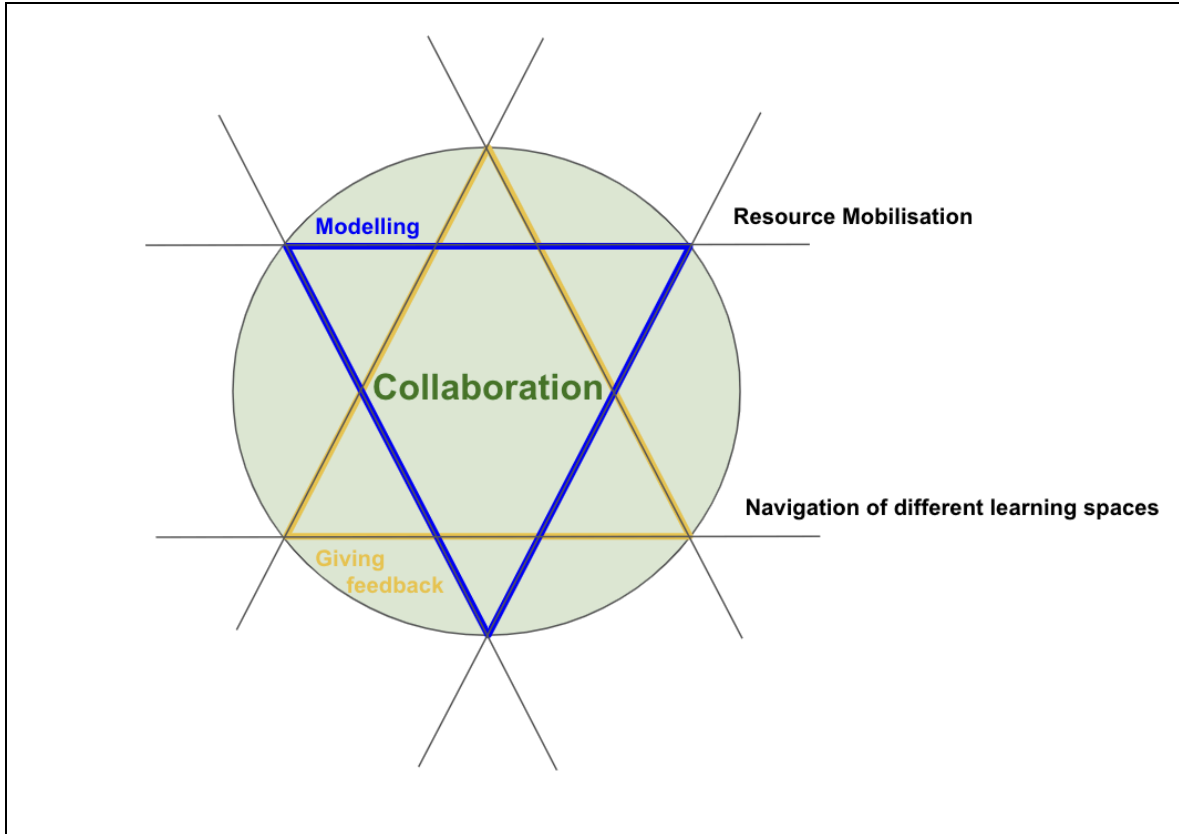 Resource Mobilisation
Modelling
Collaboration
Navigation of different learning spaces
Giving
feedback